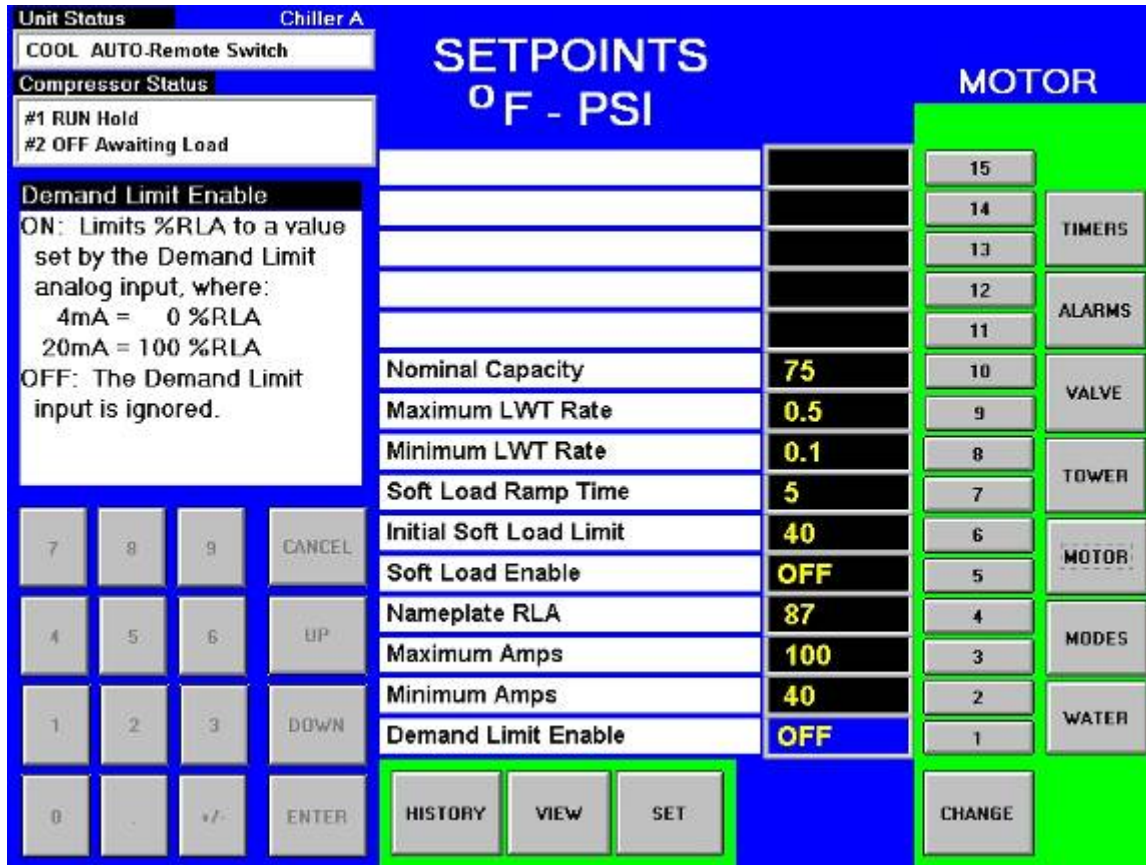 Unit Status Chiller A
COOL AUTO-Remote Switch
Compressor Status
#1 RUN Hold
#2 OFF Awaiting Load
Demand Limit Enable
ON: Limits %RLA to a value
set by the Demand Limit
analog input, where:
4mA = 0 %RLA
20mA = 100 %RLA
OFF: The Demand Limit
input is ignored.
7 8 9 CANCEL
4 5 6 UP
1 2 3 DOWN
0 . +/- ENTER
SETPOINTS
°F - PSI
Nominal Capacity 75
Maximum LWT Rate 0.5
Minimum LWT Rate 0.1
Soft Load Ramp Time 5
Initial Soft Load Limit 40
Soft Load Enable OFF
Nameplate RLA 87
Maximum Amps 100
Minimum Amps 40
Demand Limit Enable OFF
HISTORY VIEW SET
MOTOR
15
14
13
12
11
10
9
8
7
6
5
4
3
2
1
CHANGE
TIMERS
ALARMS
VALVE
TOWER
MOTOR
MODES
WATER